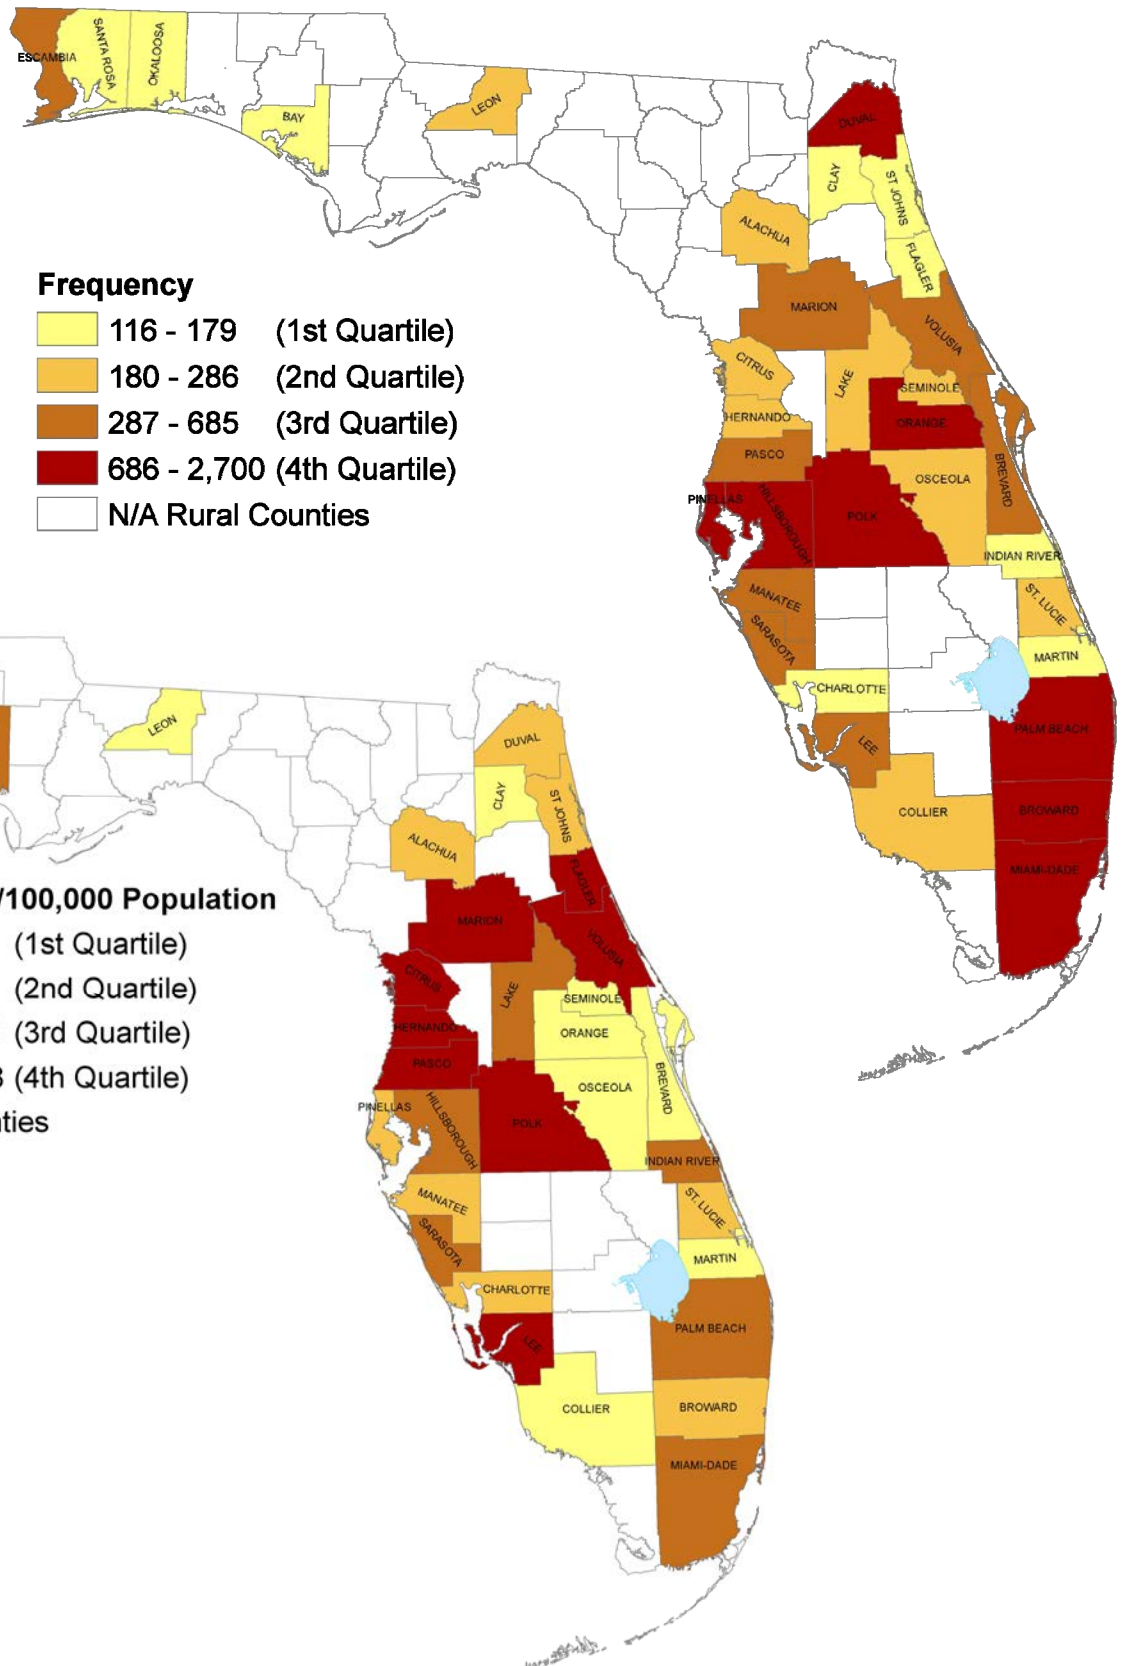 ESCAMBIA
SANTA ROSA
OKALOOSA
BAY
LEON
DUVAL
CLAY
ST JOHNS
FLAGLER
ALACHUA
MARION
VOLUSIA
CITRUS
LAKE
SEMINOLE
HERNANDO
ORANGE
PASCO
OSCEOLA
BREVARD
PINELLAS
HILLSBOROUGH
POLK
INDIAN RIVER
MANATEE
ST. LUCIE
SARASOTA
MARTIN
CHARLOTTE
PALM BEACH
LEE
COLLIER
BROWARD
MIAMI-DADE
Frequency
116 - 179 (1st Quartile)
180 - 286 (2nd Quartile)
287 - 685 (3rd Quartile)
686 - 2,700 (4th Quartile)
N/A Rural Counties
LEON
DUVAL
CLAY
ST JOHNS
ALACHUA
FLAGLER
MARION
VOLUSIA
CITRUS
LAKE
SEMINOLE
HERNANDO
ORANGE
PASCO
OSCEOLA
BREVARD
PINELLAS
HILLSBOROUGH
POLK
INDIAN RIVER
MANATEE
ST. LUCIE
SARASOTA
MARTIN
CHARLOTTE
PALM BEACH
LEE
COLLIER
BROWARD
MIAMI-DADE
/100,000 Population
(1st Quartile)
(2nd Quartile)
(3rd Quartile)
(4th Quartile)
nties